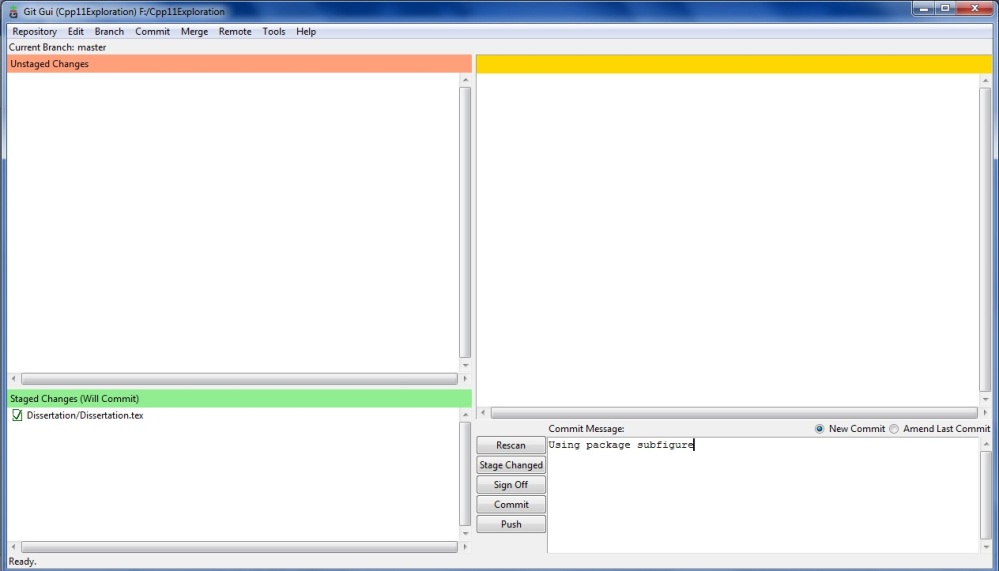 Git Gui (Cpp11Exploration) F:/Cpp11Exploration
Repository Edit Branch Commit Merge Remote Tools Help
Current Branch: master
Unstaged Changes
Staged Changes (Will Commit)
Dissertation/Dissertation.tex
Commit Message:
New Commit
Amend Last Commit
Rescan
Stage Changed
Sign Off
Commit
Push
Using package subfigure
Ready.